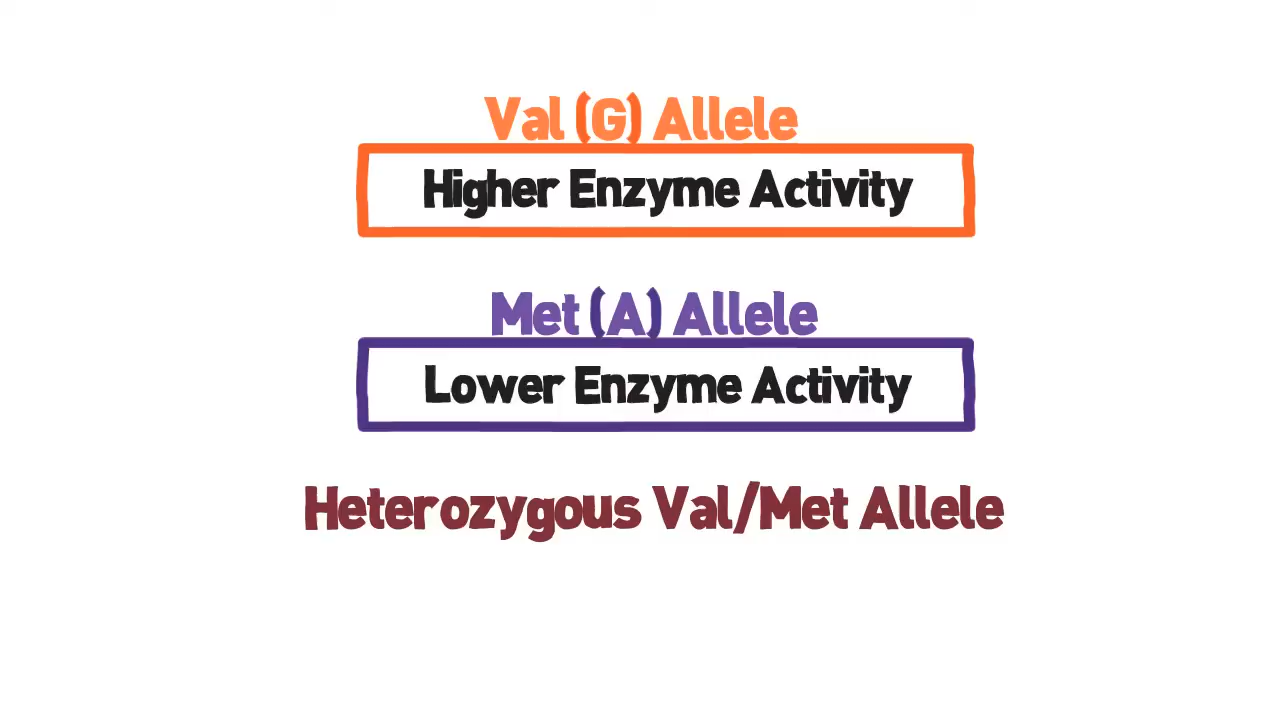 Val (G) Allele
Higher Enzyme Activity
Met (A) Allele
Lower Enzyme Activity
Heterozygous Val/Met Allele